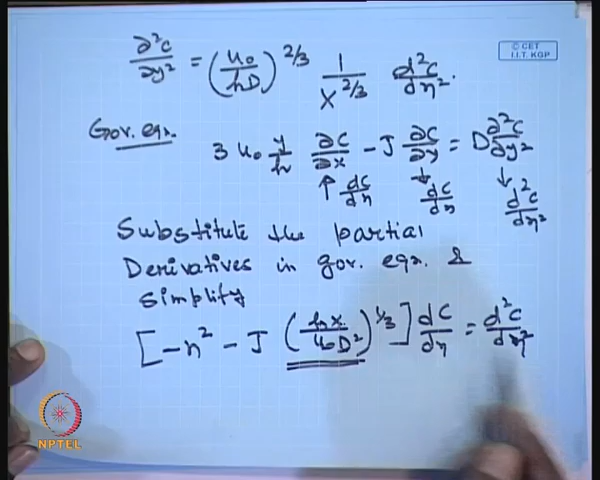 ∂²c/∂y² = (u₀/hD)^2/3 1/x^2/3 d²c/dη².
© CET
I.I.T. KGP
Gov. eqn. 3 u₀ y/h ∂c/∂x - J ∂c/∂y = D ∂²c/∂y²
↑ dc/dη ↓ dc/dη ↓ d²c/dη²
Substitute the partial
Derivatives in gov. eqn. &
simplify
[-η² - J (hx/u₀D²)^1/3] dc/dη = d²c/dη²
NPTEL